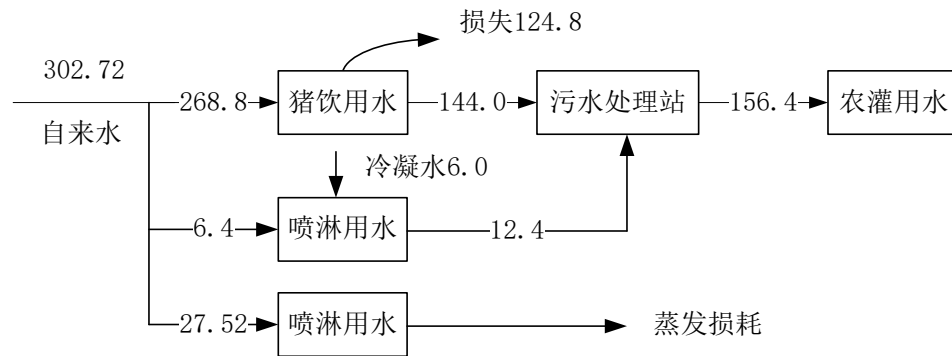 损失124.8
302.72
268.8
猪饮用水
144.0
污水处理站
156.4
农灌用水
自来水
冷凝水6.0
6.4
喷淋用水
12.4
27.52
喷淋用水
蒸发损耗